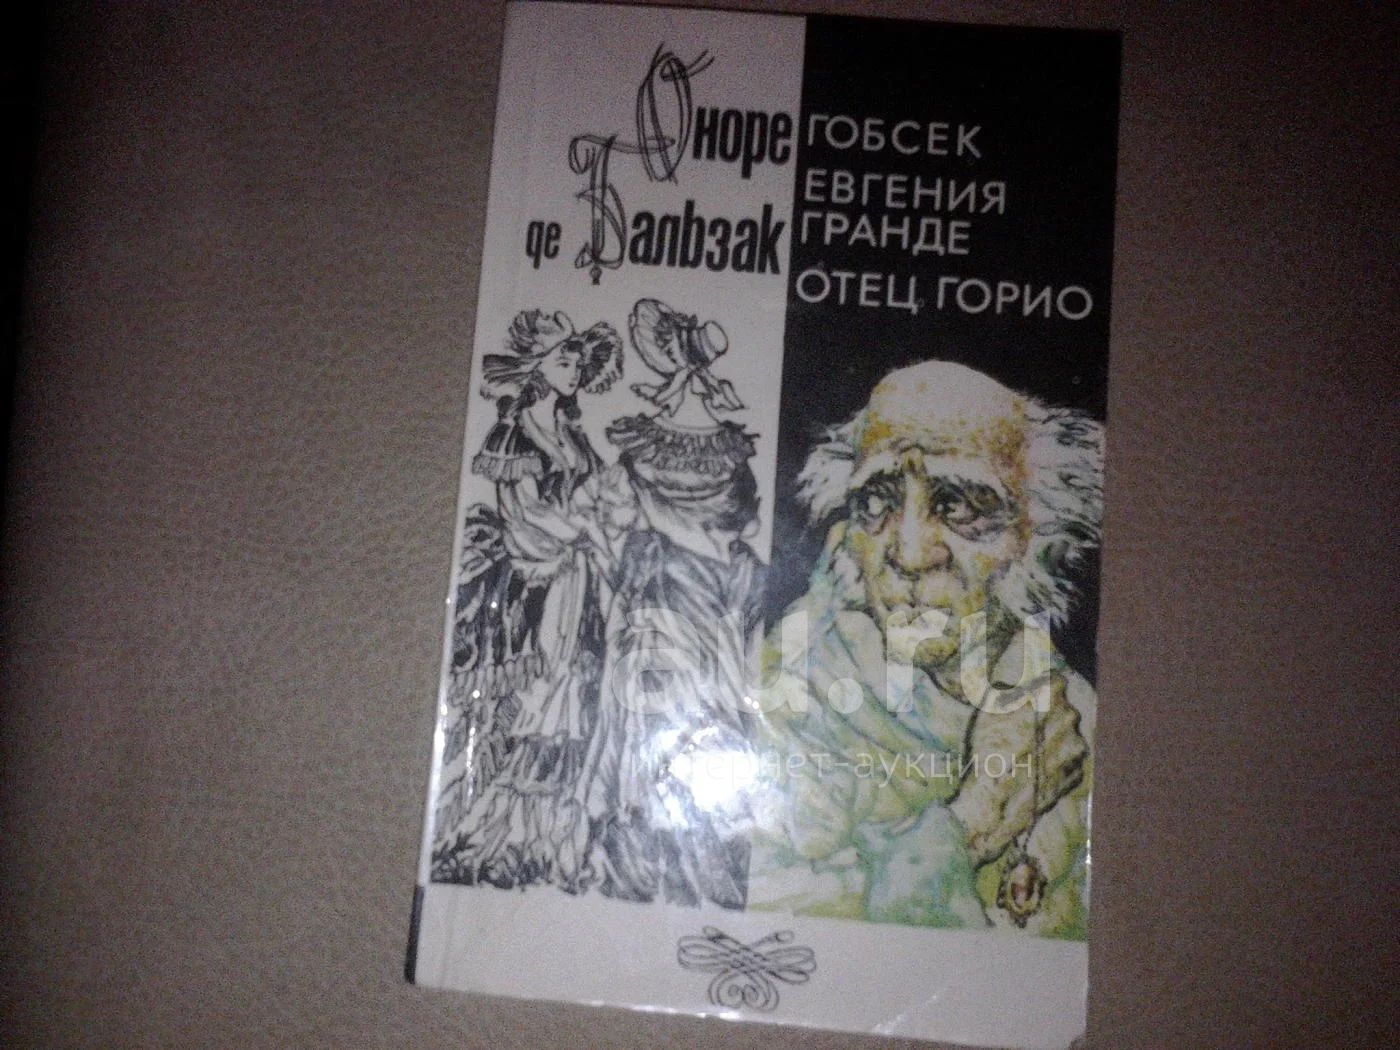 Оноре
де Бальзак
ГОБСЕК
ЕВГЕНИЯ
ГРАНДЕ
ОТЕЦ ГОРИО
au.ru
интернет-аукцион